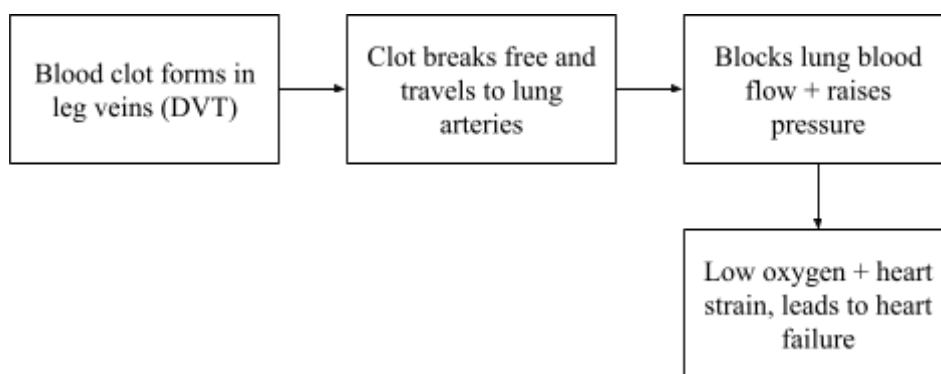 Blood clot forms in
leg veins (DVT)
Clot breaks free and
travels to lung
arteries
Blocks lung blood
flow + raises
pressure
Low oxygen + heart
strain, leads to heart
failure